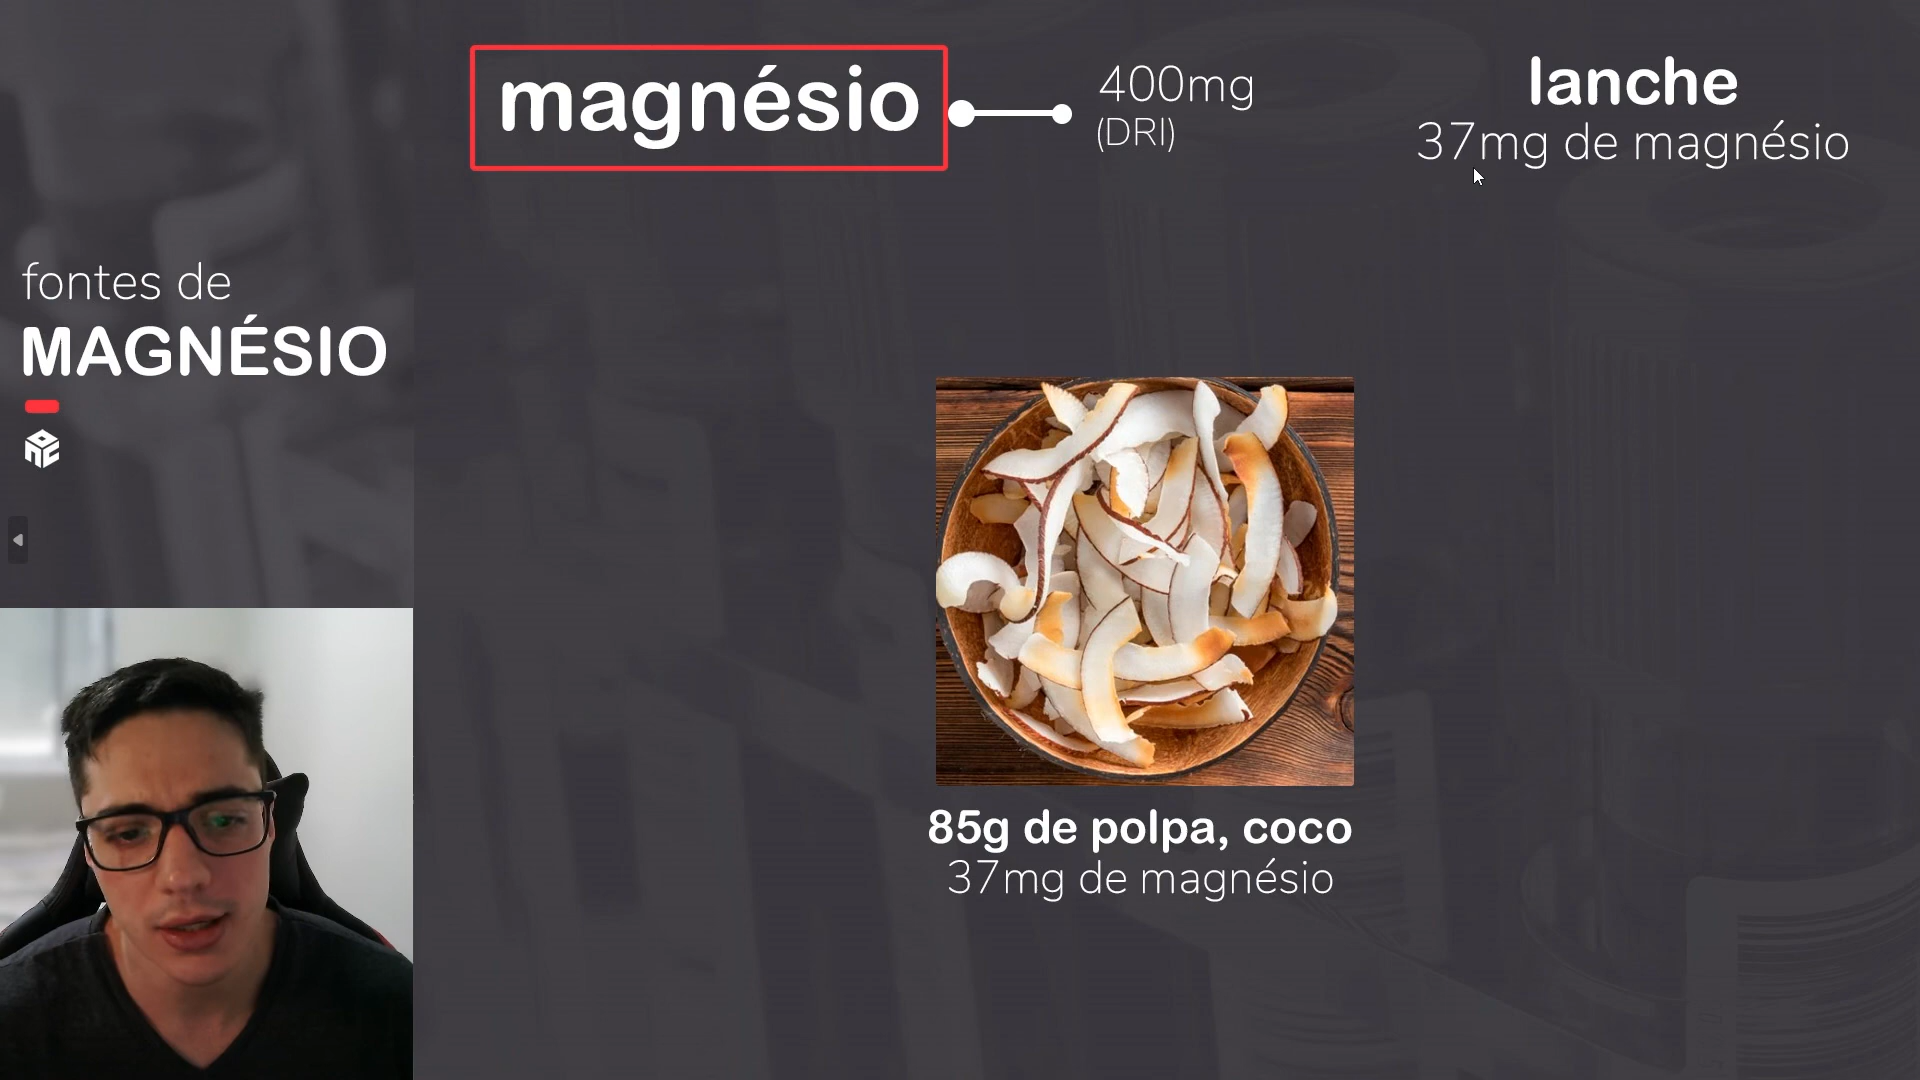 magnésio
400mg
(DRI)
lanche
37mg de magnésio
fontes de
MAGNÉSIO
85g de polpa, coco
37mg de magnésio